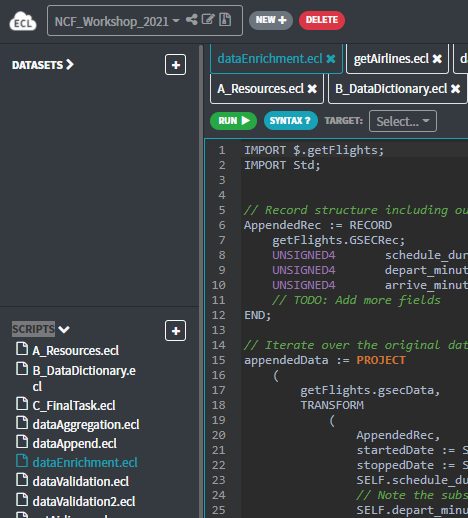 ECL
NCF_Workshop_2021
NEW +
DELETE
DATASETS
+
dataEnrichment.ecl ×
getAirlines.ecl ×
A_Resources.ecl ×
B_DataDictionary.ecl ×
RUN
SYNTAX ?
TARGET:
Select...
1 IMPORT $.getFlights;
2 IMPORT Std;
3
4
5 // Record structure including ou
6 AppendedRec := RECORD
7 getFlights.GSECRec;
8 UNSIGNED4 schedule_du
9 UNSIGNED4 depart_minut
10 UNSIGNED4 arrive_minut
11 // TODO: Add more fields
12 END;
13
14 // Iterate over the original dat
15 appendedData := PROJECT
16 (
17 getFlights.gsecData,
18 TRANSFORM
19 (
20 AppendedRec,
21 startedDate := S
22 stoppedDate := S
23 SELF.schedule_du
24 // Note the subs
25 SELF.depart_minu
SCRIPTS
+
A_Resources.ecl
B_DataDictionary.e
cl
C_FinalTask.ecl
dataAggregation.ecl
dataAppend.ecl
dataEnrichment.ecl
dataValidation.ecl
dataValidation2.ecl